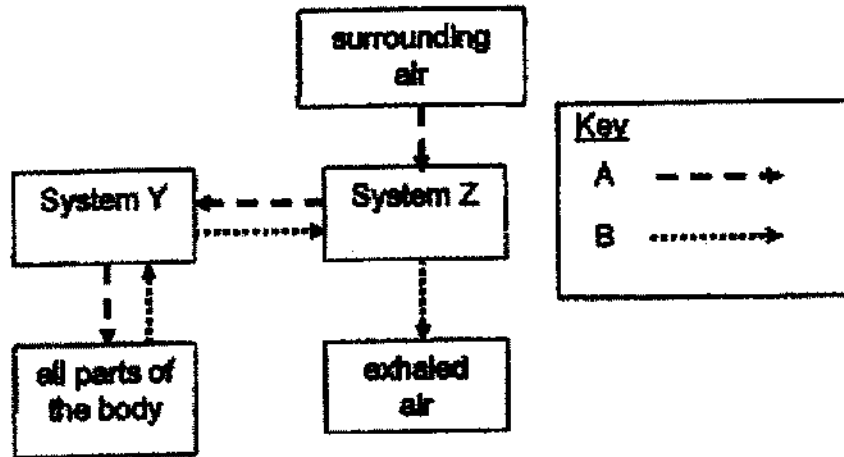 surrounding
air
Key
A
B
System Y
System Z
all parts of
the body
exhaled
air